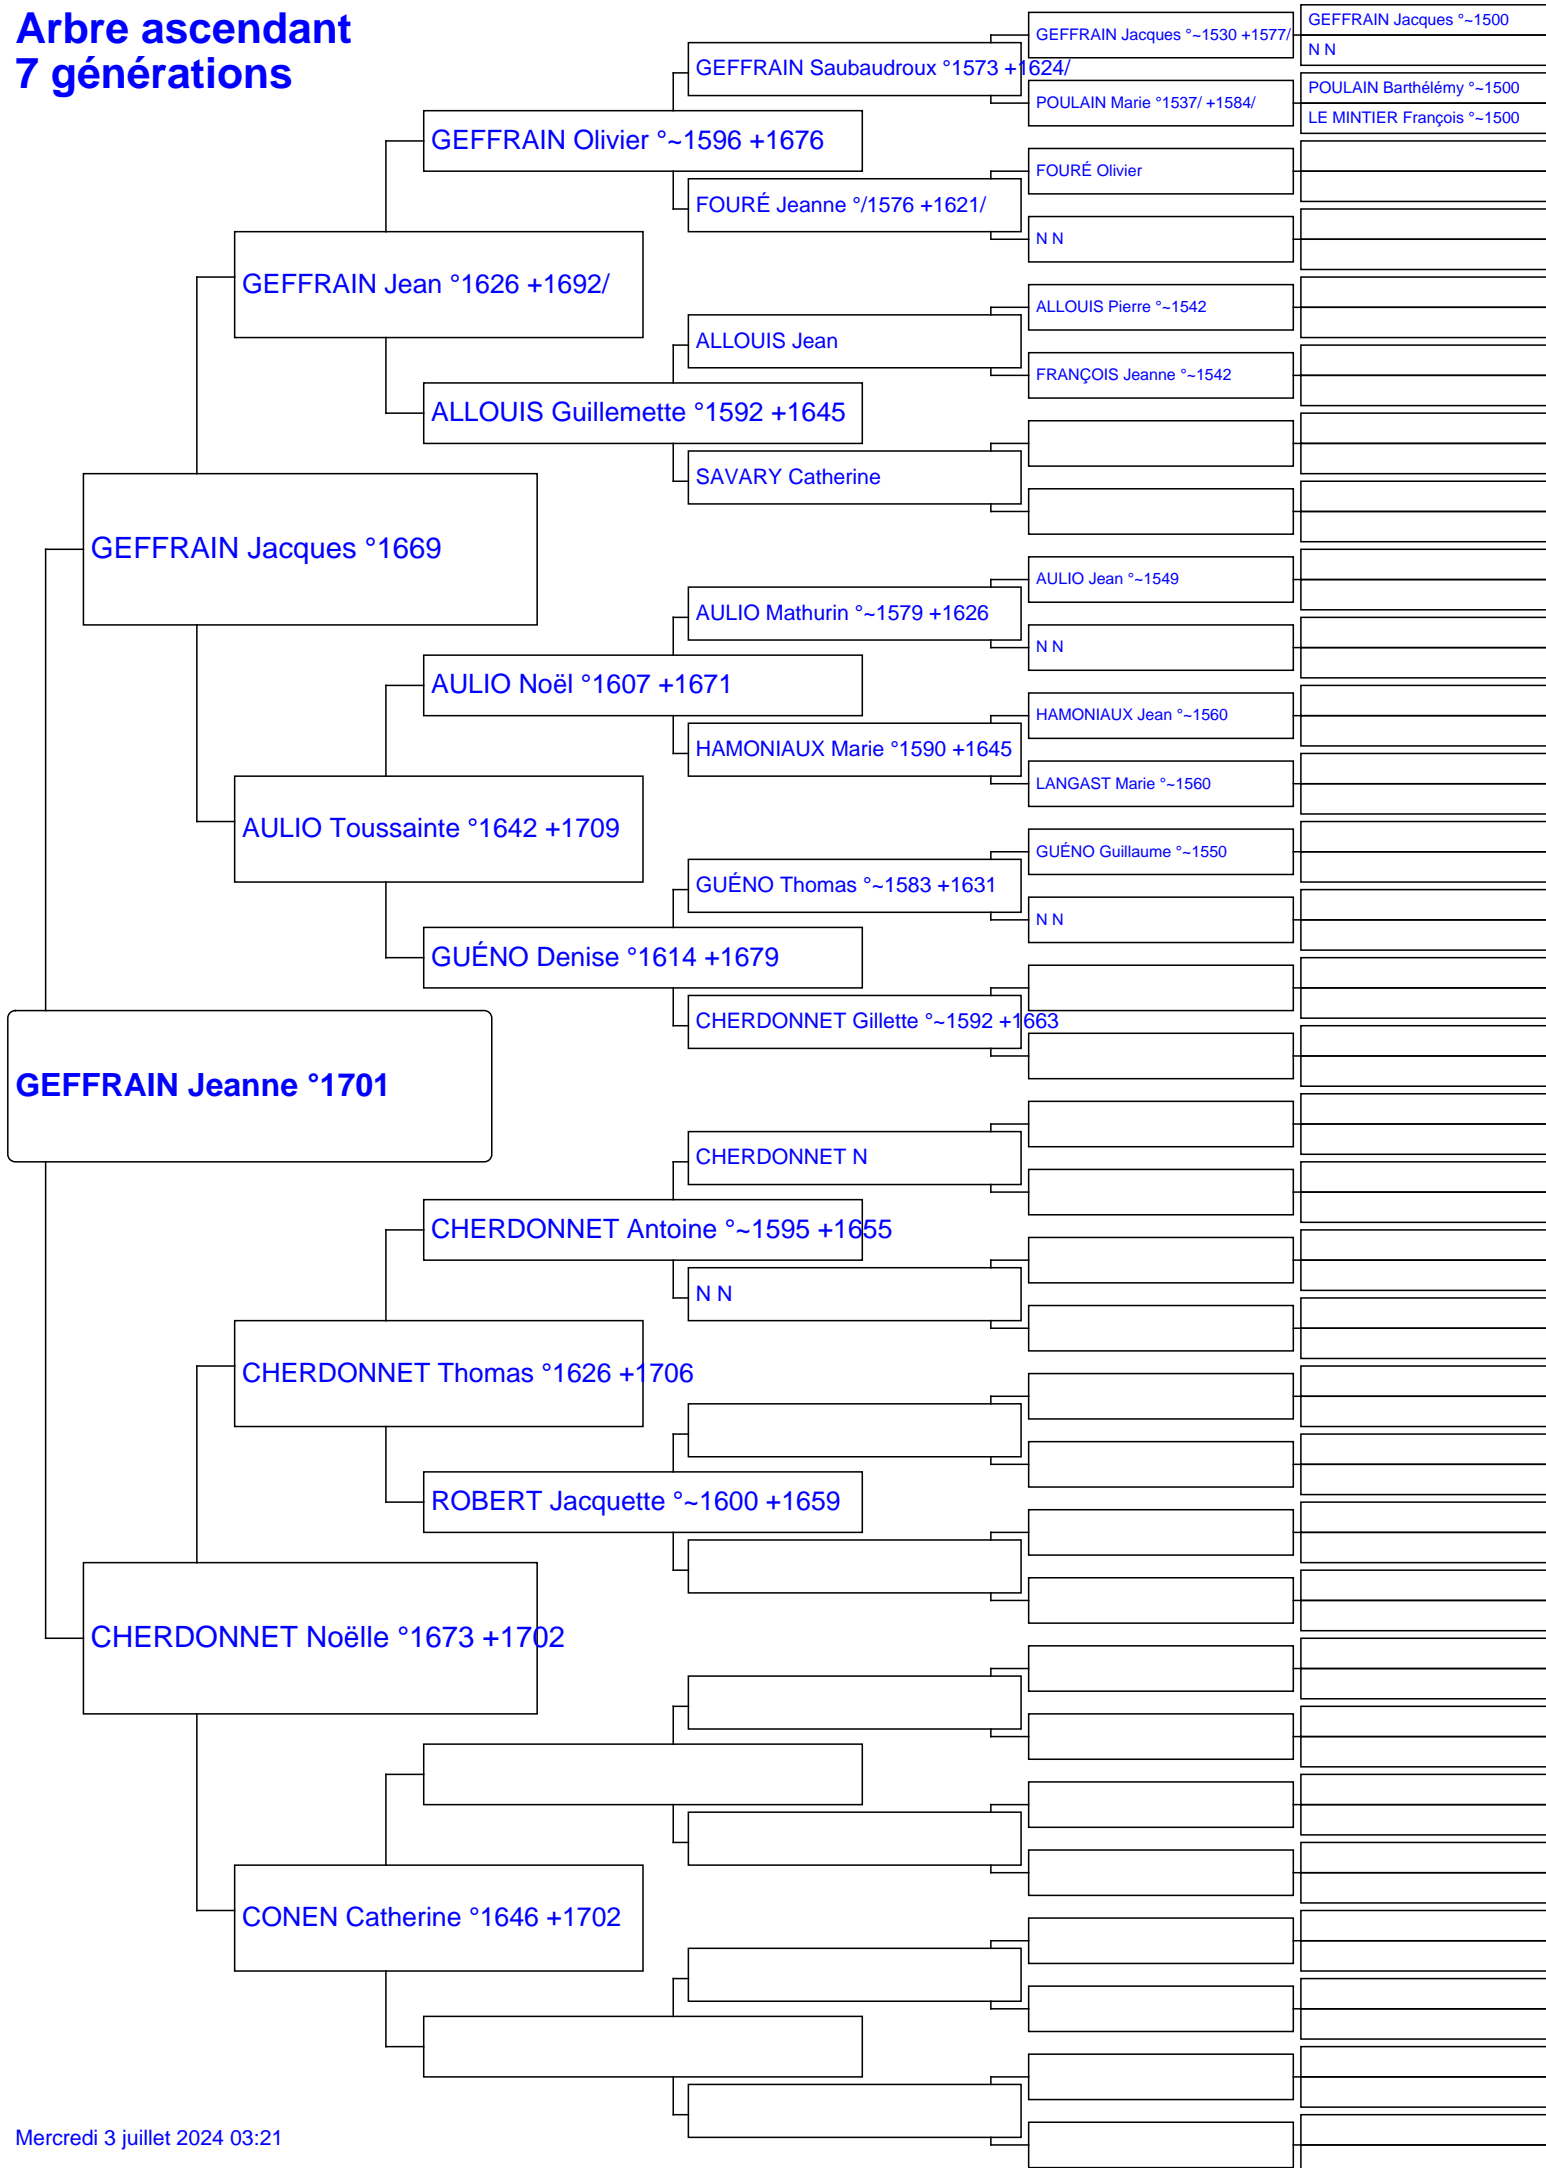 Arbre ascendant
7 générations
GEFFRAIN Jeanne °1701
GEFFRAIN Jacques °1669
CHERDONNET Noëlle °1673 +1702
GEFFRAIN Jean °1626 +1692/
AULIO Toussainte °1642 +1709
CHERDONNET Thomas °1626 +1706
CONEN Catherine °1646 +1702
GEFFRAIN Olivier °~1596 +1676
ALLOUIS Guillemette °1592 +1645
AULIO Noël °1607 +1671
GUÉNO Denise °1614 +1679
CHERDONNET Antoine °~1595 +1655
ROBERT Jacquette °~1600 +1659
GEFFRAIN Saubaudroux °1573 +1624/
FOURÉ Jeanne °/1576 +1621/
ALLOUIS Jean
SAVARY Catherine
AULIO Mathurin °~1579 +1626
HAMONIAUX Marie °1590 +1645
GUÉNO Thomas °~1583 +1631
CHERDONNET Gillette °~1592 +1663
CHERDONNET N
N N
GEFFRAIN Jacques °~1530 +1577/
POULAIN Marie °1537/ +1584/
FOURÉ Olivier
N N
ALLOUIS Pierre °~1542
FRANÇOIS Jeanne °~1542
AULIO Jean °~1549
N N
HAMONIAUX Jean °~1560
LANGAST Marie °~1560
GUÉNO Guillaume °~1550
N N
GEFFRAIN Jacques °~1500
N N
POULAIN Barthélémy °~1500
LE MINTIER François °~1500
Mercredi 3 juillet 2024 03:21